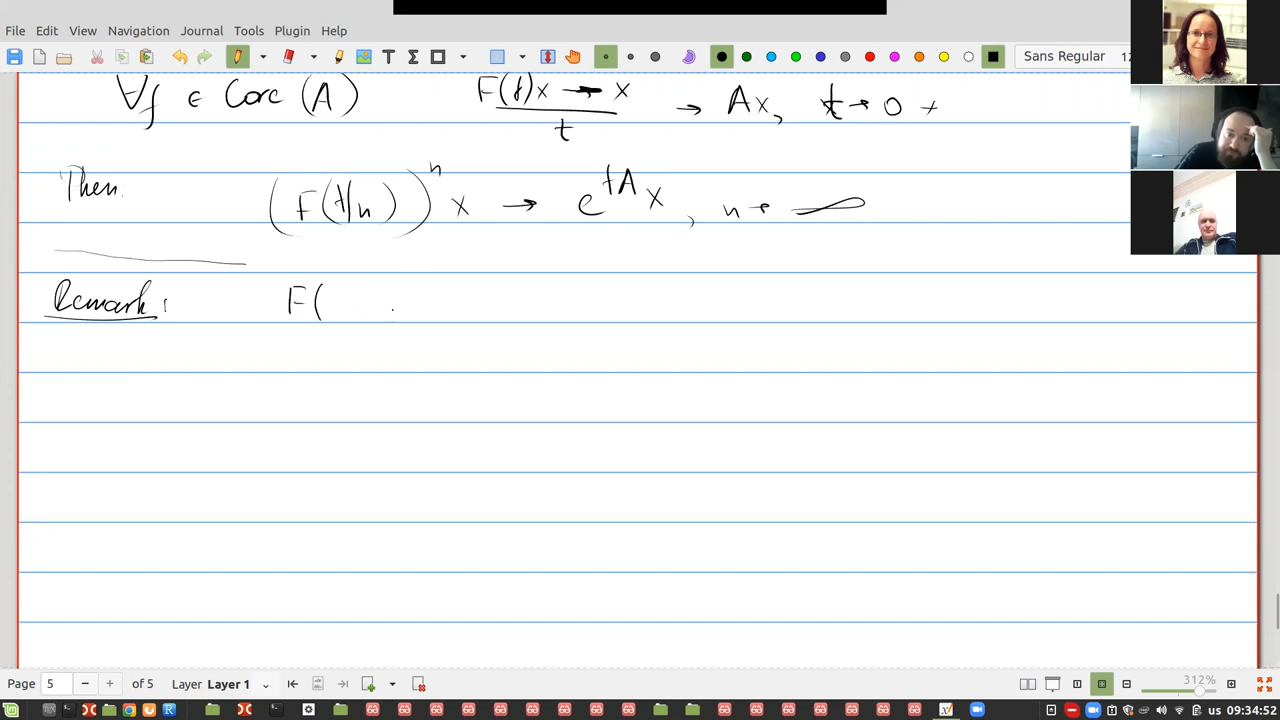 File Edit View Navigation Journal Tools Plugin Help
Sans Regular 12
∀f ∈ Core (A) F(t)x - x / t → Ax, t → 0 +
Then. (F(t/n))^n x → e^{tA} x, n → ∞
Remark: F(
Page 5 of 5 Layer Layer 1 312%
us 09:34:52